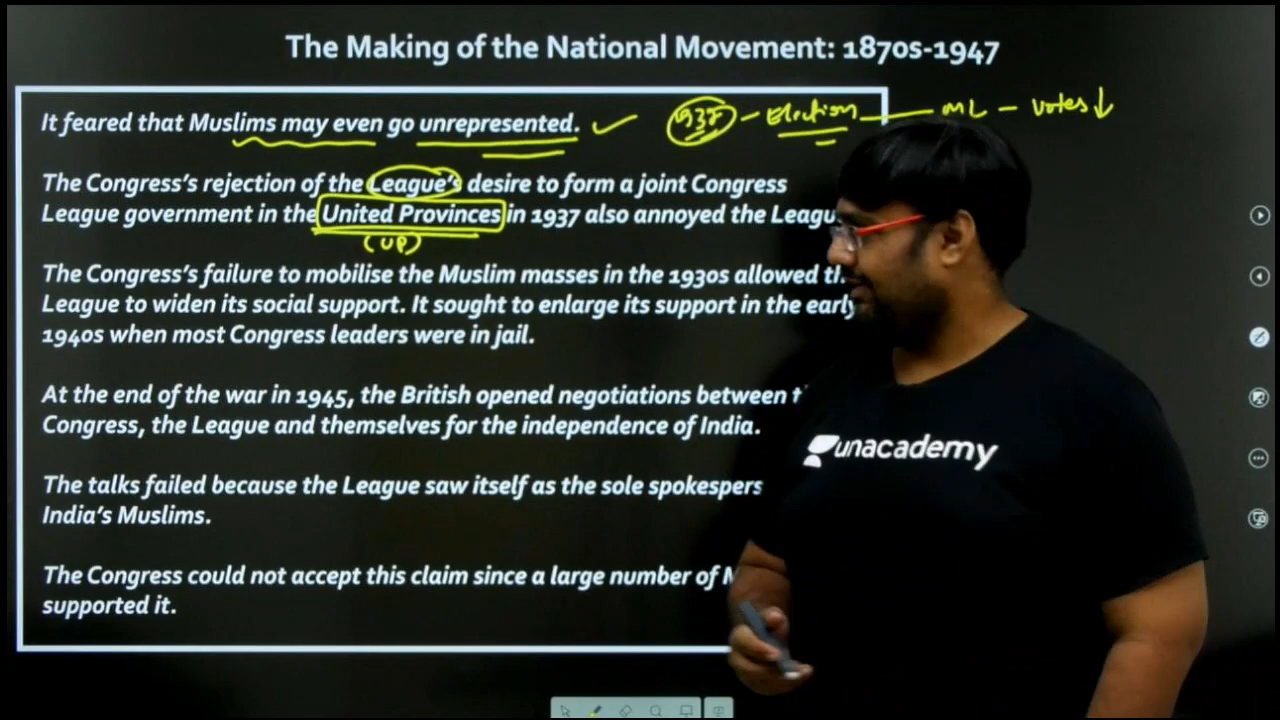 The Making of the National Movement: 1870s-1947
It feared that Muslims may even go unrepresented.
1937 - Election - ML - Votes ↓
The Congress's rejection of the League's desire to form a joint Congress
League government in the United Provinces in 1937 also annoyed the Leagu
(UP)
The Congress's failure to mobilise the Muslim masses in the 1930s allowed th
League to widen its social support. It sought to enlarge its support in the early
1940s when most Congress leaders were in jail.
At the end of the war in 1945, the British opened negotiations between t
Congress, the League and themselves for the independence of India.
The talks failed because the League saw itself as the sole spokespers
India's Muslims.
The Congress could not accept this claim since a large number of M
supported it.
unacademy